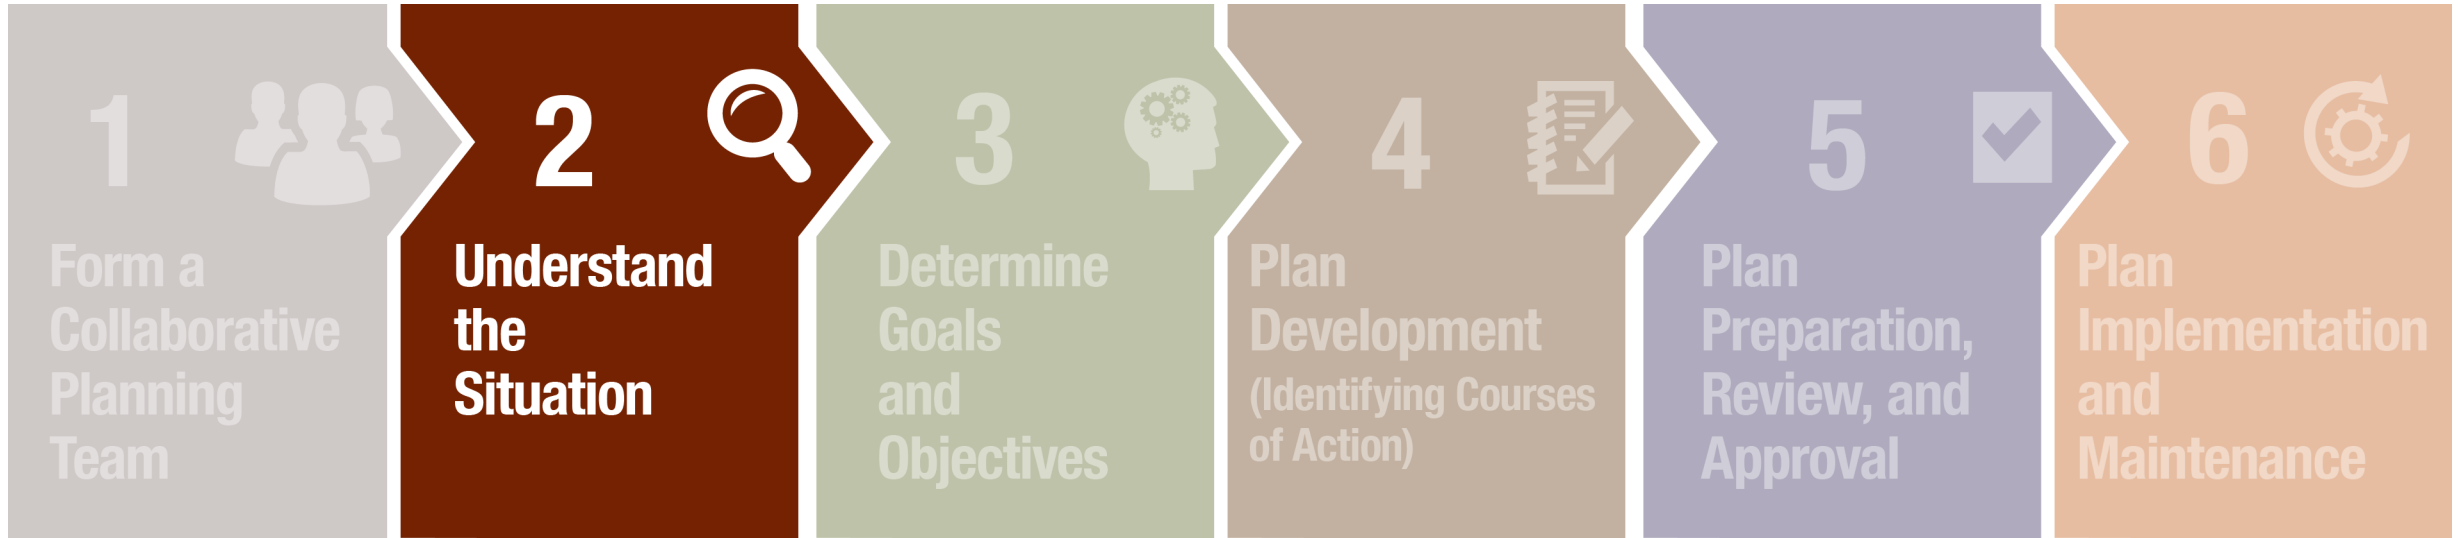 1
Form a
Collaborative
Planning
Team
2
Understand
the
Situation
3
Determine
Goals
and
Objectives
4
Plan
Development
(Identifying Courses
of Action)
5
Plan
Preparation,
Review, and
Approval
6
Plan
Implementation
and
Maintenance